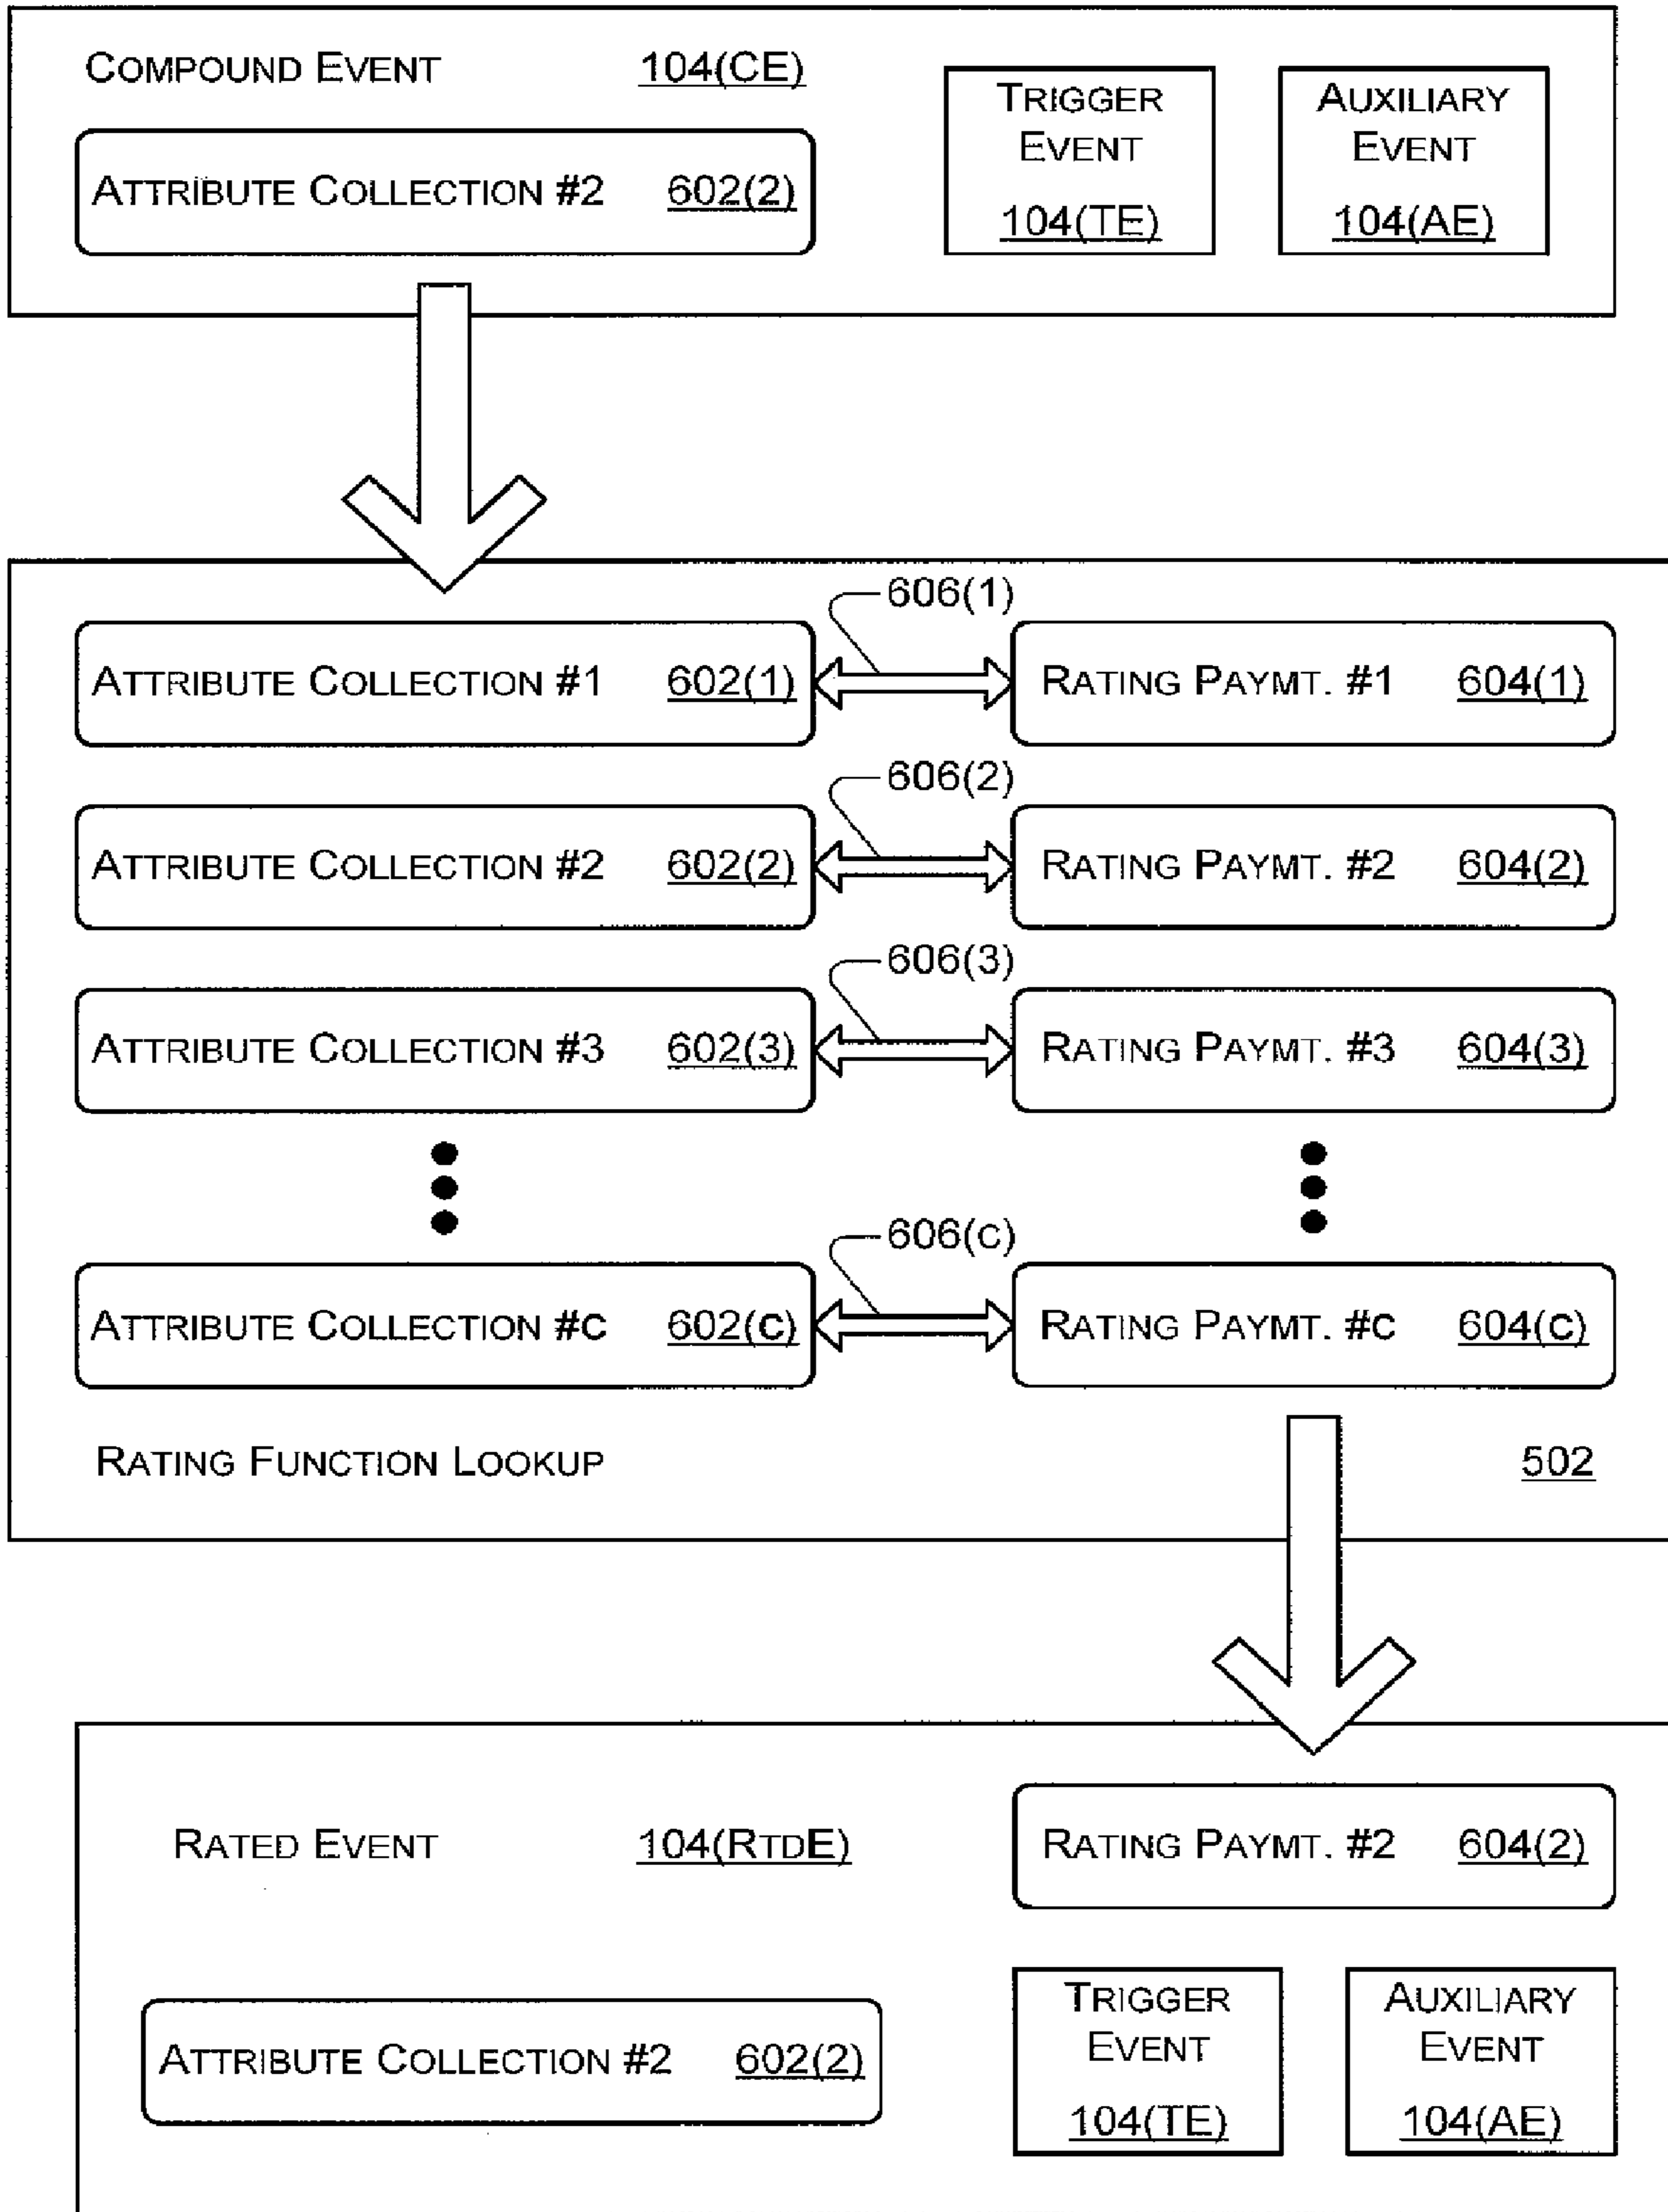 COMPOUND EVENT 104(CE)
TRIGGER
EVENT
104(TE)
AUXILIARY
EVENT
104(AE)
ATTRIBUTE COLLECTION #2 602(2)
606(1)
ATTRIBUTE COLLECTION #1 602(1)
RATING PAYMT. #1 604(1)
606(2)
ATTRIBUTE COLLECTION #2 602(2)
RATING PAYMT. #2 604(2)
606(3)
ATTRIBUTE COLLECTION #3 602(3)
RATING PAYMT. #3 604(3)
606(C)
ATTRIBUTE COLLECTION #C 602(C)
RATING PAYMT. #C 604(C)
RATING FUNCTION LOOKUP 502
RATED EVENT 104(RTDE)
RATING PAYMT. #2 604(2)
ATTRIBUTE COLLECTION #2 602(2)
TRIGGER
EVENT
104(TE)
AUXILIARY
EVENT
104(AE)